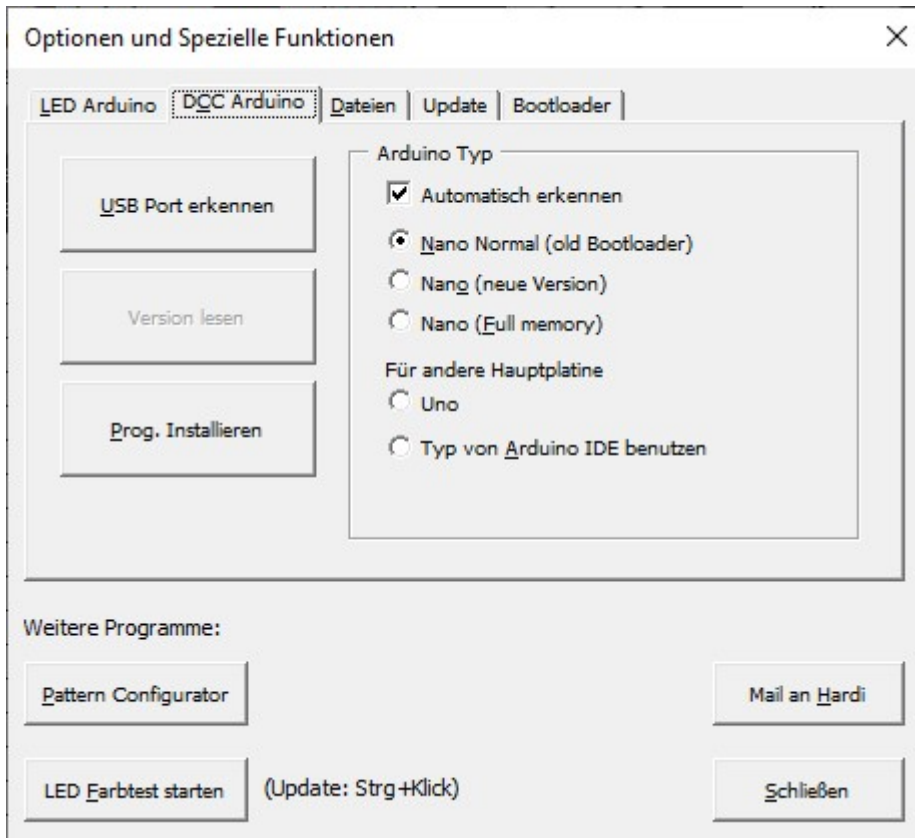 Optionen und Spezielle Funktionen
LED Arduino
DCC Arduino
Dateien
Update
Bootloader
USB Port erkennen
Version lesen
Prog. Installieren
Arduino Typ
Automatisch erkennen
Nano Normal (old Bootloader)
Nano (neue Version)
Nano (Full memory)
Für andere Hauptplatine
Uno
Typ von Arduino IDE benutzen
Weitere Programme:
Pattern Configurator
Mail an Hardi
LED Farbtest starten
(Update: Strg+Klick)
Schließen